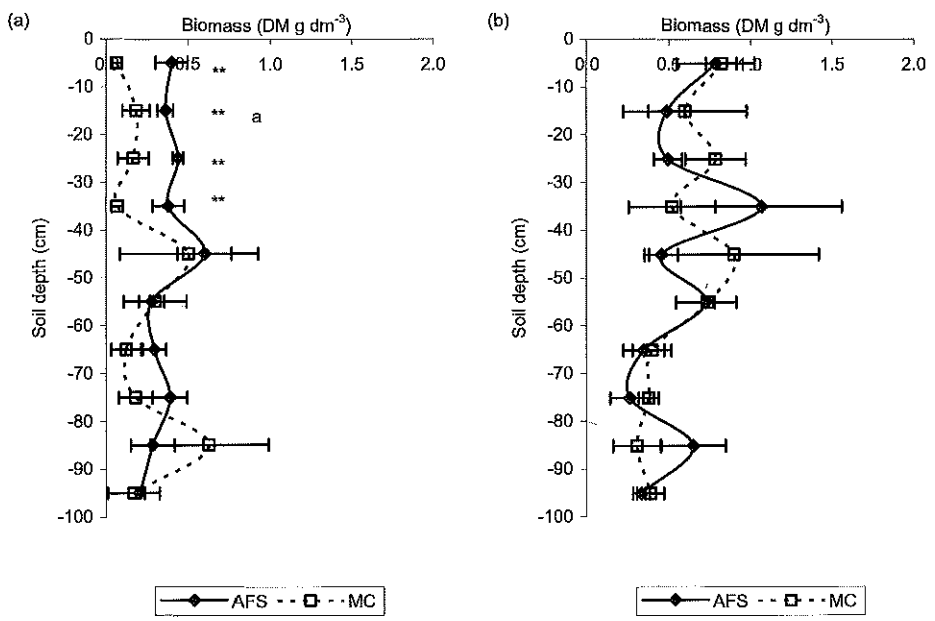 (a)
Biomass (DM g dm-3)
0.0 0.5 1.0 1.5 2.0
0
-10
-20
-30
-40
-50
-60
-70
-80
-90
-100
Soil depth (cm)
**
** a
**
**
AFS MC
(b)
Biomass (DM g dm-3)
0.0 0.5 1.0 1.5 2.0
0
-10
-20
-30
-40
-50
-60
-70
-80
-90
-100
Soil depth (cm)
AFS MC